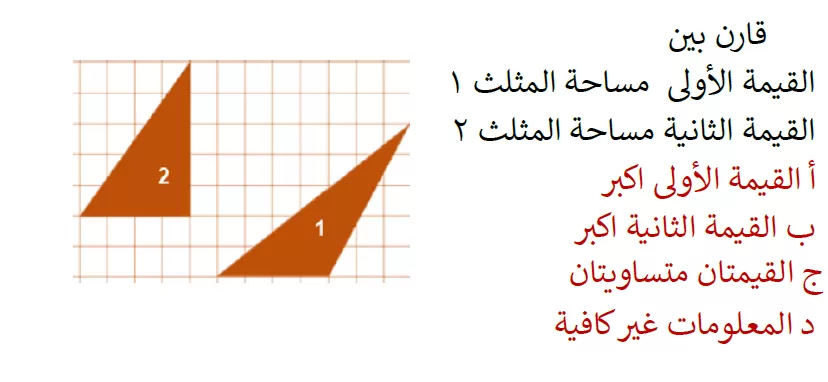 قارن بين
القيمة الأولى مساحة المثلث ١
القيمة الثانية مساحة المثلث ٢
أ القيمة الأولى اكبر
ب القيمة الثانية اكبر
ج القيمتان متساويتان
د المعلومات غير كافية
2
1